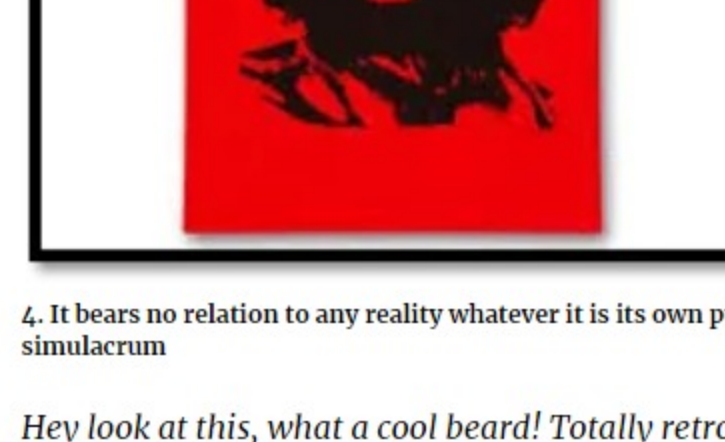 4. It bears no relation to any reality whatever it is its own
simulacrum
Hey look at this, what a cool beard! Totally